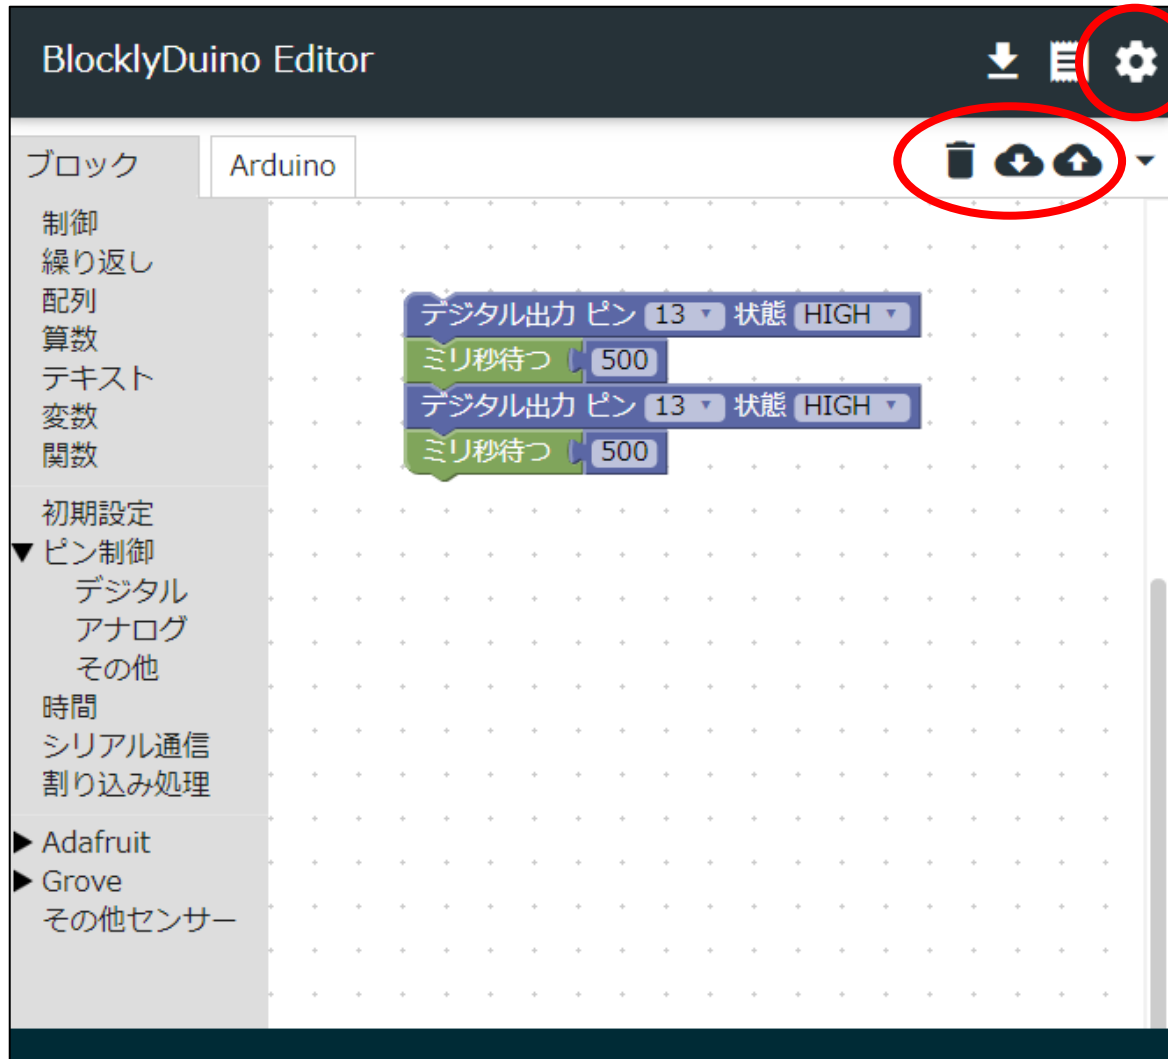 BlocklyDuino Editor
ブロック
Arduino
制御
繰り返し
配列
算数
テキスト
変数
関数
初期設定
ピン制御
デジタル
アナログ
その他
時間
シリアル通信
割り込み処理
Adafruit
Grove
その他センサー
デジタル出力 ピン 13 状態 HIGH
ミリ秒待つ 500
デジタル出力 ピン 13 状態 HIGH
ミリ秒待つ 500